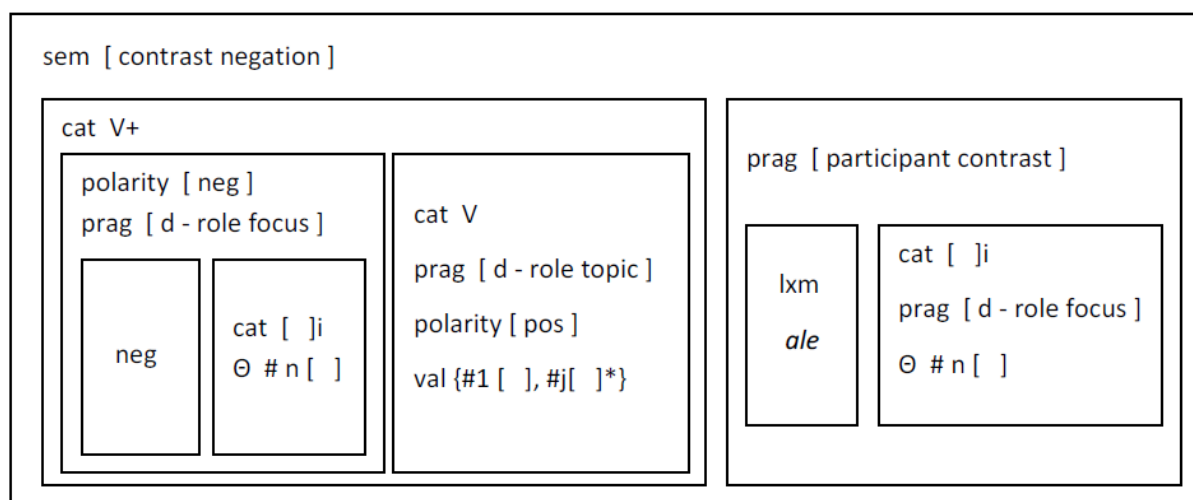 sem [ contrast negation ]
cat V+
polarity [ neg ]
prag [ d - role focus ]
neg
cat [ ]i
Θ # n [ ]
cat V
prag [ d - role topic ]
polarity [ pos ]
val {#1 [ ], #j[ ]*}
prag [ participant contrast ]
lxm
ale
cat [ ]i
prag [ d - role focus ]
Θ # n [ ]